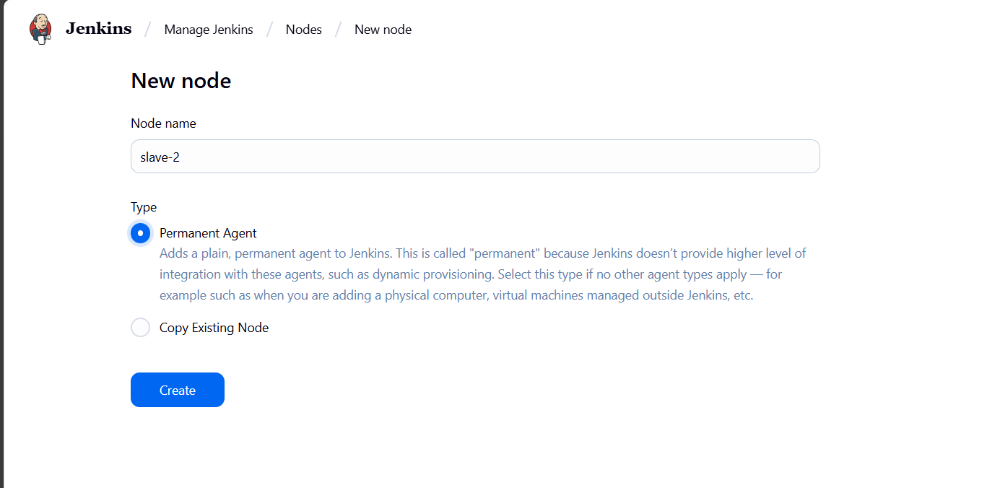 Jenkins / Manage Jenkins / Nodes / New node
New node
Node name
slave-2
Type
Permanent Agent
Adds a plain, permanent agent to Jenkins. This is called "permanent" because Jenkins doesn’t provide higher level of
integration with these agents, such as dynamic provisioning. Select this type if no other agent types apply — for
example such as when you are adding a physical computer, virtual machines managed outside Jenkins, etc.
Copy Existing Node
Create